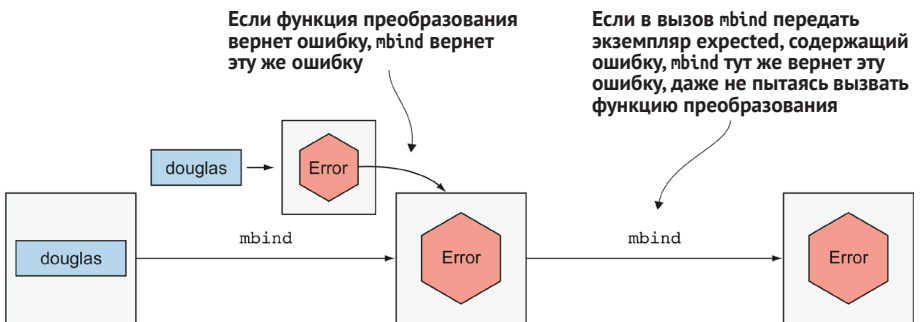 Если функция преобразования
вернет ошибку, mbind вернет
эту же ошибку
Если в вызов mbind передать
экземпляр expected, содержащий
ошибку, mbind тут же вернет эту
ошибку, даже не пытаясь вызвать
функцию преобразования
douglas
Error
douglas
mbind
Error
mbind
Error